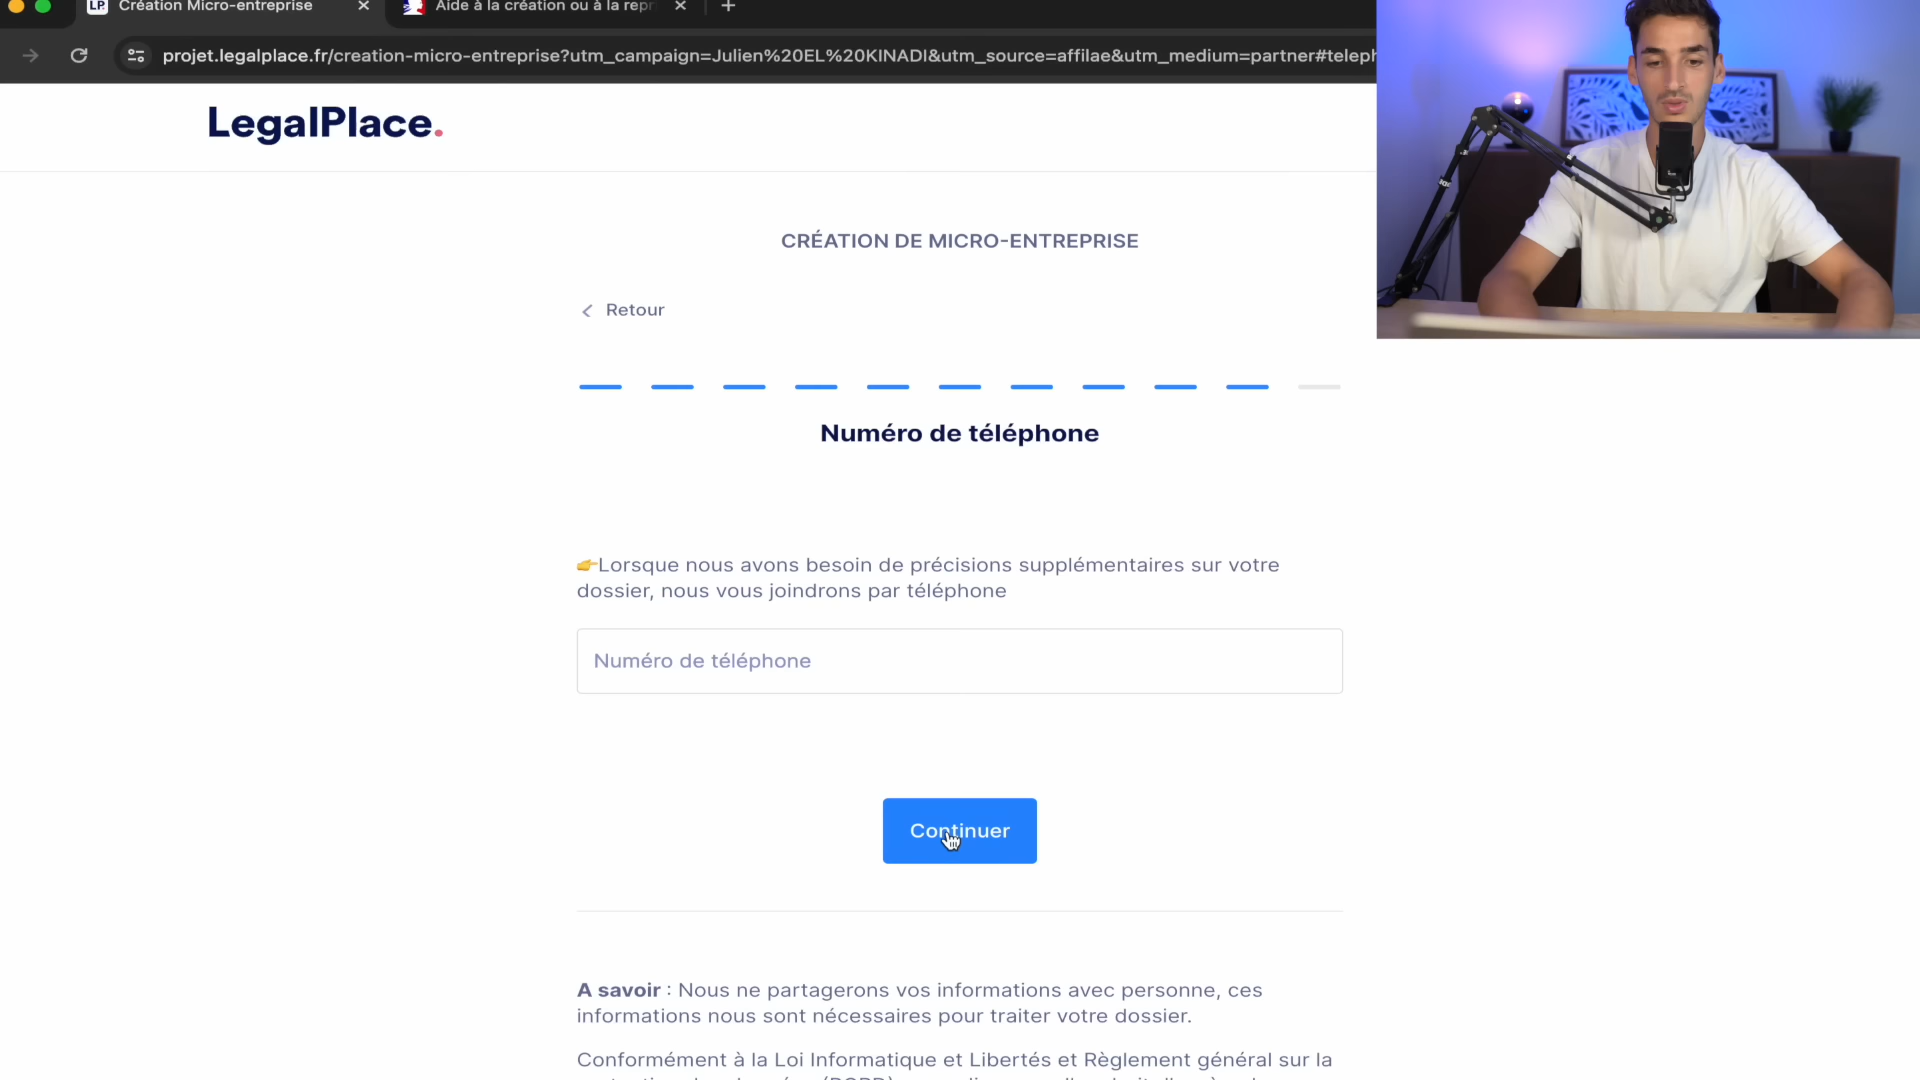 LP. Création Micro-entreprise
Aide à la création ou à la repr
projet.legalplace.fr/creation-micro-entreprise?utm_campaign=Julien%20EL%20KINADI&utm_source=affilae&utm_medium=partner#teleph
LegalPlace.
CRÉATION DE MICRO-ENTREPRISE
Retour
Numéro de téléphone
👉Lorsque nous avons besoin de précisions supplémentaires sur votre
dossier, nous vous joindrons par téléphone
Numéro de téléphone
Continuer
A savoir : Nous ne partagerons vos informations avec personne, ces
informations nous sont nécessaires pour traiter votre dossier.
Conformément à la Loi Informatique et Libertés et Règlement général sur la